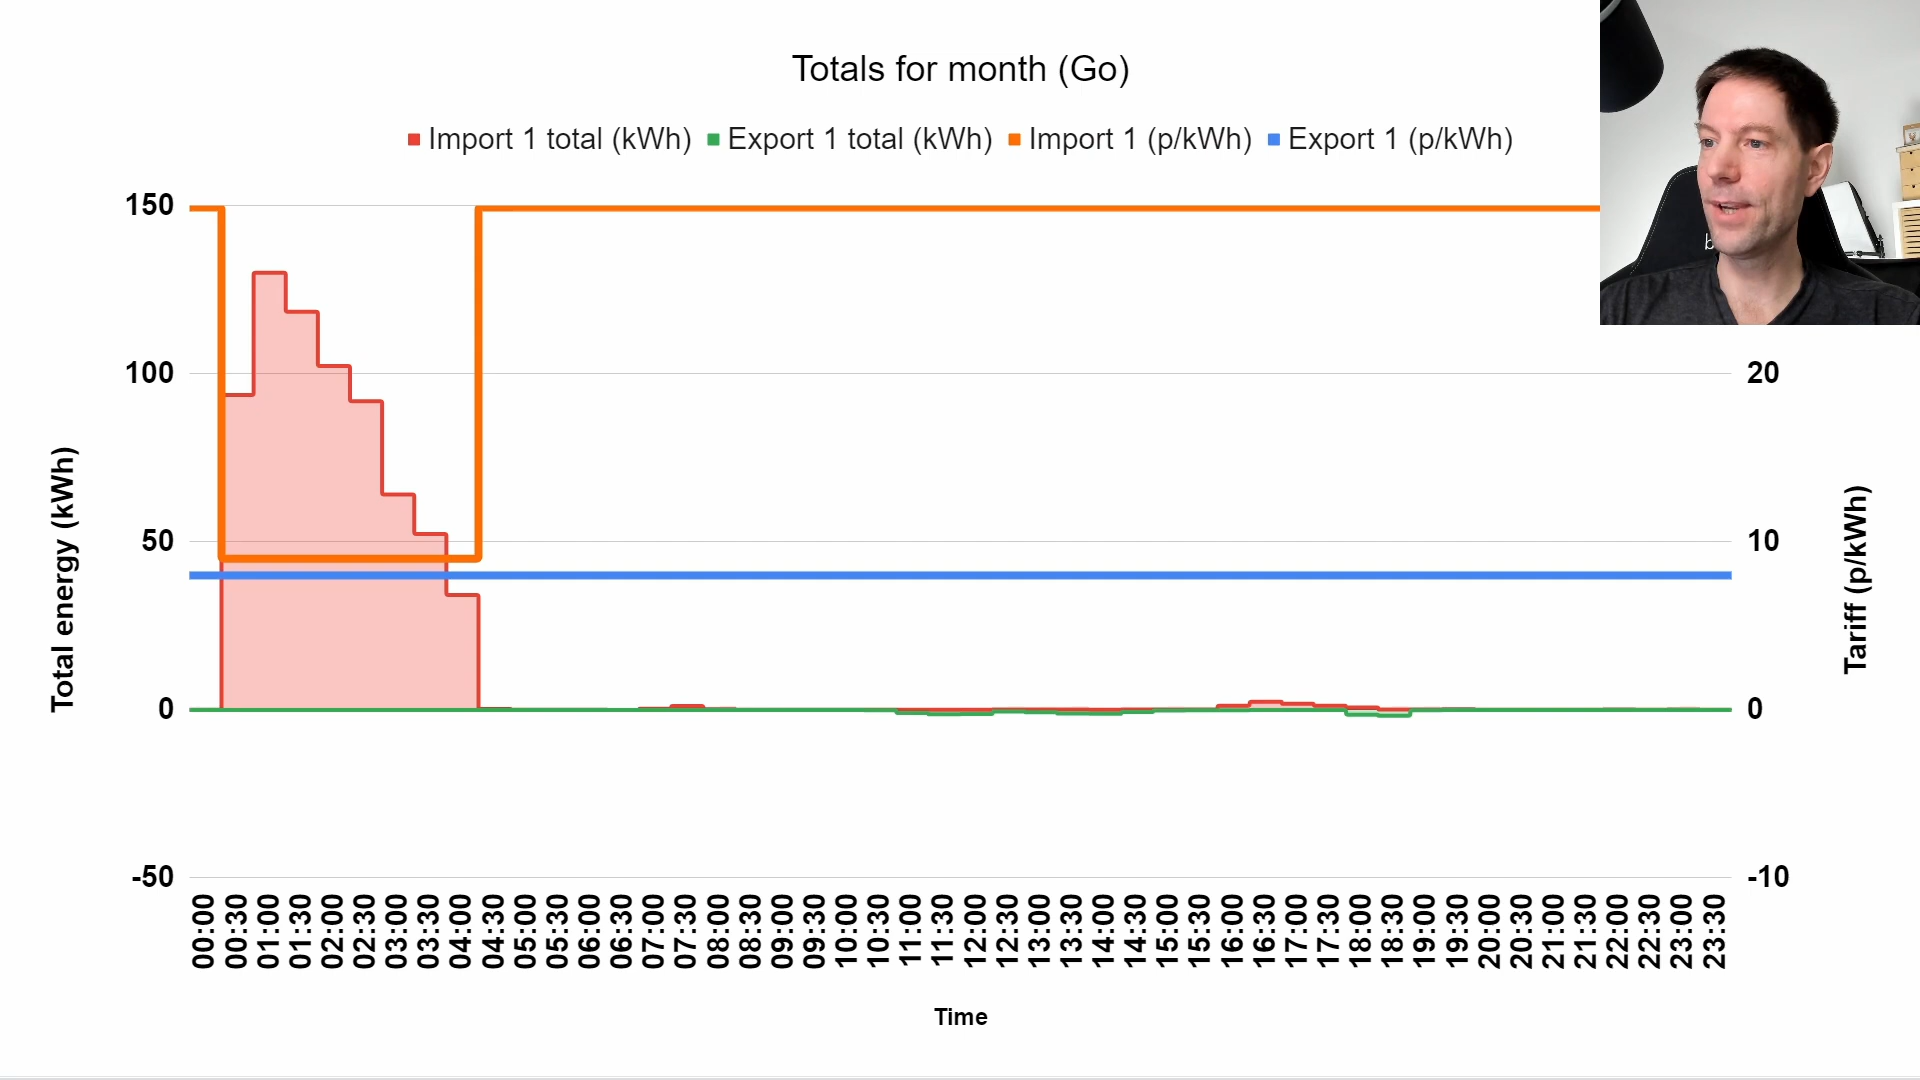 Totals for month (Go)
Import 1 total (kWh) Export 1 total (kWh) Import 1 (p/kWh) Export 1 (p/kWh)
150
100
50
0
-50
Total energy (kWh)
20
10
0
-10
Tariff (p/kWh)
00:00 00:30 01:00 01:30 02:00 02:30 03:00 03:30 04:00 04:30 05:00 05:30 06:00 06:30 07:00 07:30 08:00 08:30 09:00 09:30 10:00 10:30 11:00 11:30 12:00 12:30 13:00 13:30 14:00 14:30 15:00 15:30 16:00 16:30 17:00 17:30 18:00 18:30 19:00 19:30 20:00 20:30 21:00 21:30 22:00 22:30 23:00 23:30
Time